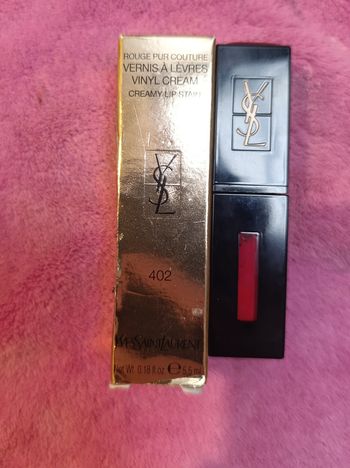 ROUGE PUR COUTURE
VERNIS À LÈVRES
VINYL CREAM
CREAMY LIP STAIN
YSL
402
YVESSAINTLAURENT
Net Wt. 0.18 fl.oz ℮ 5.5 ml
YSL